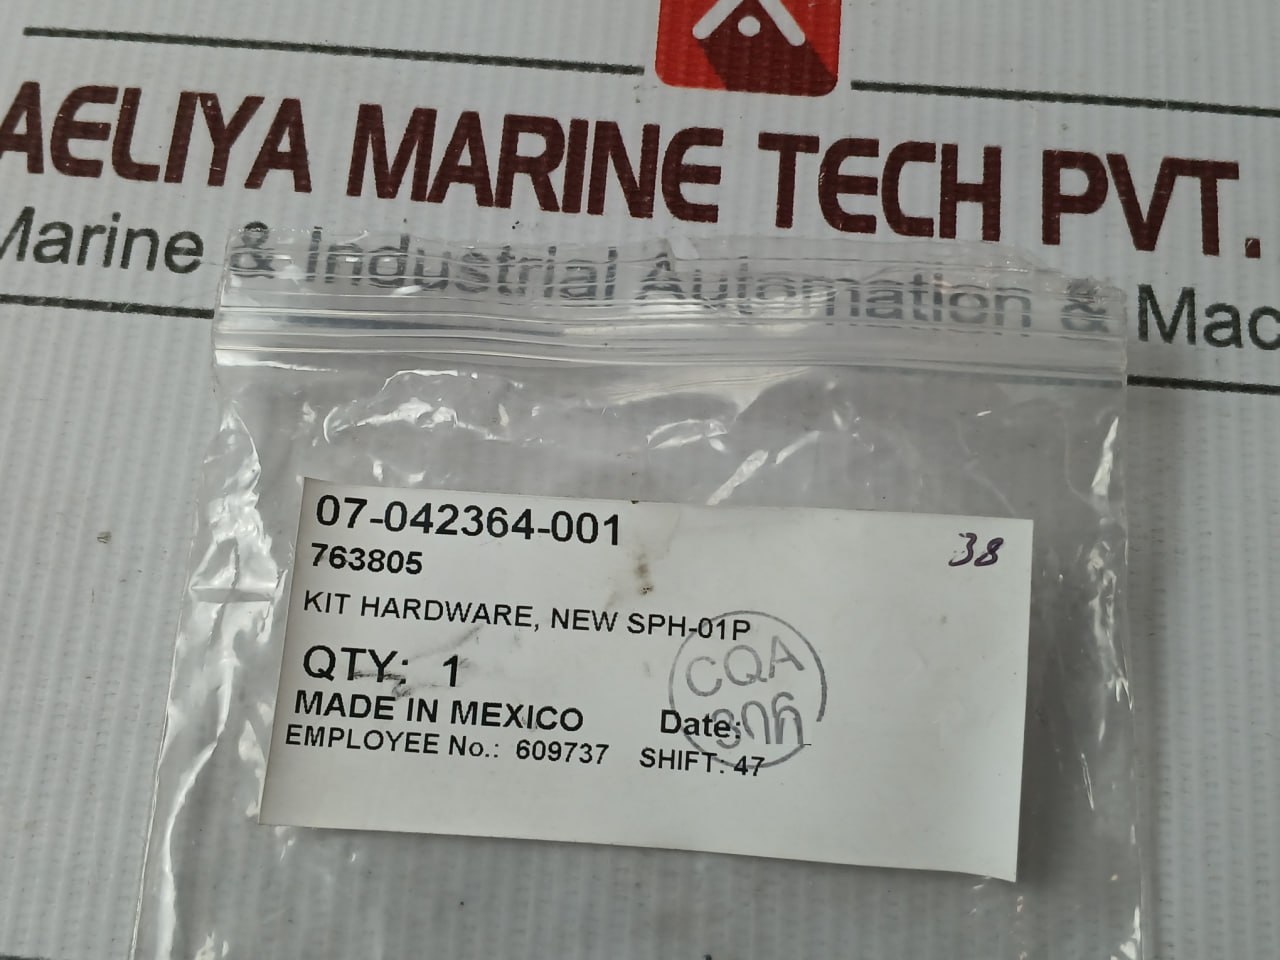 AELIYA MARINE TECH PVT.
Marine & Industrial Automation & Mac
07-042364-001
38
763805
KIT HARDWARE, NEW SPH-01P
QTY: 1
CQA
MADE IN MEXICO Date:
EMPLOYEE No.: 609737 SHIFT: 47